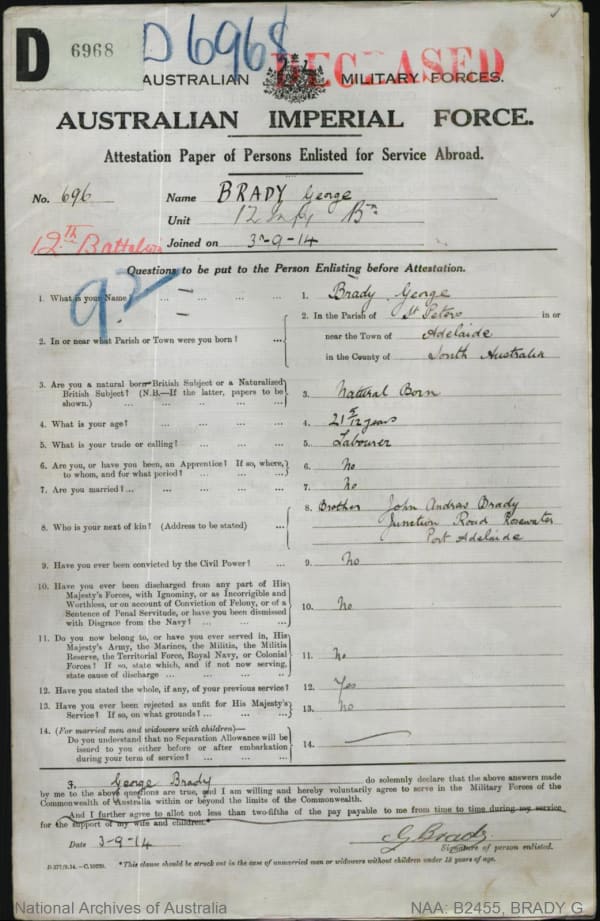 D 6968
D6968
DECEASED
AUSTRALIAN MILITARY FORCES.
AUSTRALIAN IMPERIAL FORCE.
Attestation Paper of Persons Enlisted for Service Abroad.
No. 696 Name BRADY George
Unit 12 Infy Bn
12th Battalion
Joined on 3-9-14
Questions to be put to the Person Enlisting before Attestation.
92
1. What is your Name? ... ... ... ... 1. Brady George
2. In or near what Parish or Town were you born? ... 2. In the Parish of St Peters in or
near the Town of Adelaide
in the County of South Australia
3. Are you a natural born British Subject or a Naturalized
British Subject? (N.B.—If the latter, papers to be
shown.) ... ... ... ... 3. Natural Born
4. What is your age? ... ... ... ... 4. 21 5/12 years
5. What is your trade or calling? ... ... ... 5. Labourer
6. Are you, or have you been, an Apprentice? If so, where,
to whom, and for what period? ... ... ... 6. No
7. Are you married? ... ... ... ... 7. No
8. Who is your next of kin? (Address to be stated) ... 8. Brother John Andrew Brady
Junction Road Rosewater
Port Adelaide
9. Have you ever been convicted by the Civil Power? ... 9. No
10. Have you ever been discharged from any part of His
Majesty's Forces, with Ignominy, or as Incorrigible and
Worthless, or on account of Conviction of Felony, or of a
Sentence of Penal Servitude, or have you been dismissed
with Disgrace from the Navy? ... ... ... 10. No
11. Do you now belong to, or have you ever served in, His
Majesty's Army, the Marines, the Militia, the Militia
Reserve, the Territorial Force, Royal Navy, or Colonial
Forces? If so, state which, and if not now serving,
state cause of discharge ... ... ... 11. No
12. Have you stated the whole, if any, of your previous service? 12. Yes
13. Have you ever been rejected as unfit for His Majesty's
Service? If so, on what grounds? ... ... ... 13. No
14. (For married men and widowers with children)—
Do you understand that no Separation Allowance will be
issued to you either before or after embarkation
during your term of service? ... ... ... 14.
I, George Brady do solemnly declare that the above answers made
by me to the above questions are true, and I am willing and hereby voluntarily agree to serve in the Military Forces of the
Commonwealth of Australia within or beyond the limits of the Commonwealth.
And I further agree to allot not less than two-fifths of the pay payable to me from time to time during my service
for the support of my wife and children.*
Date 3-9-14 G Brady
Signature of person enlisted.
*This clause should be struck out in the case of unmarried men or widowers without children under 18 years of age.
National Archives of Australia NAA: B2455, BRADY G